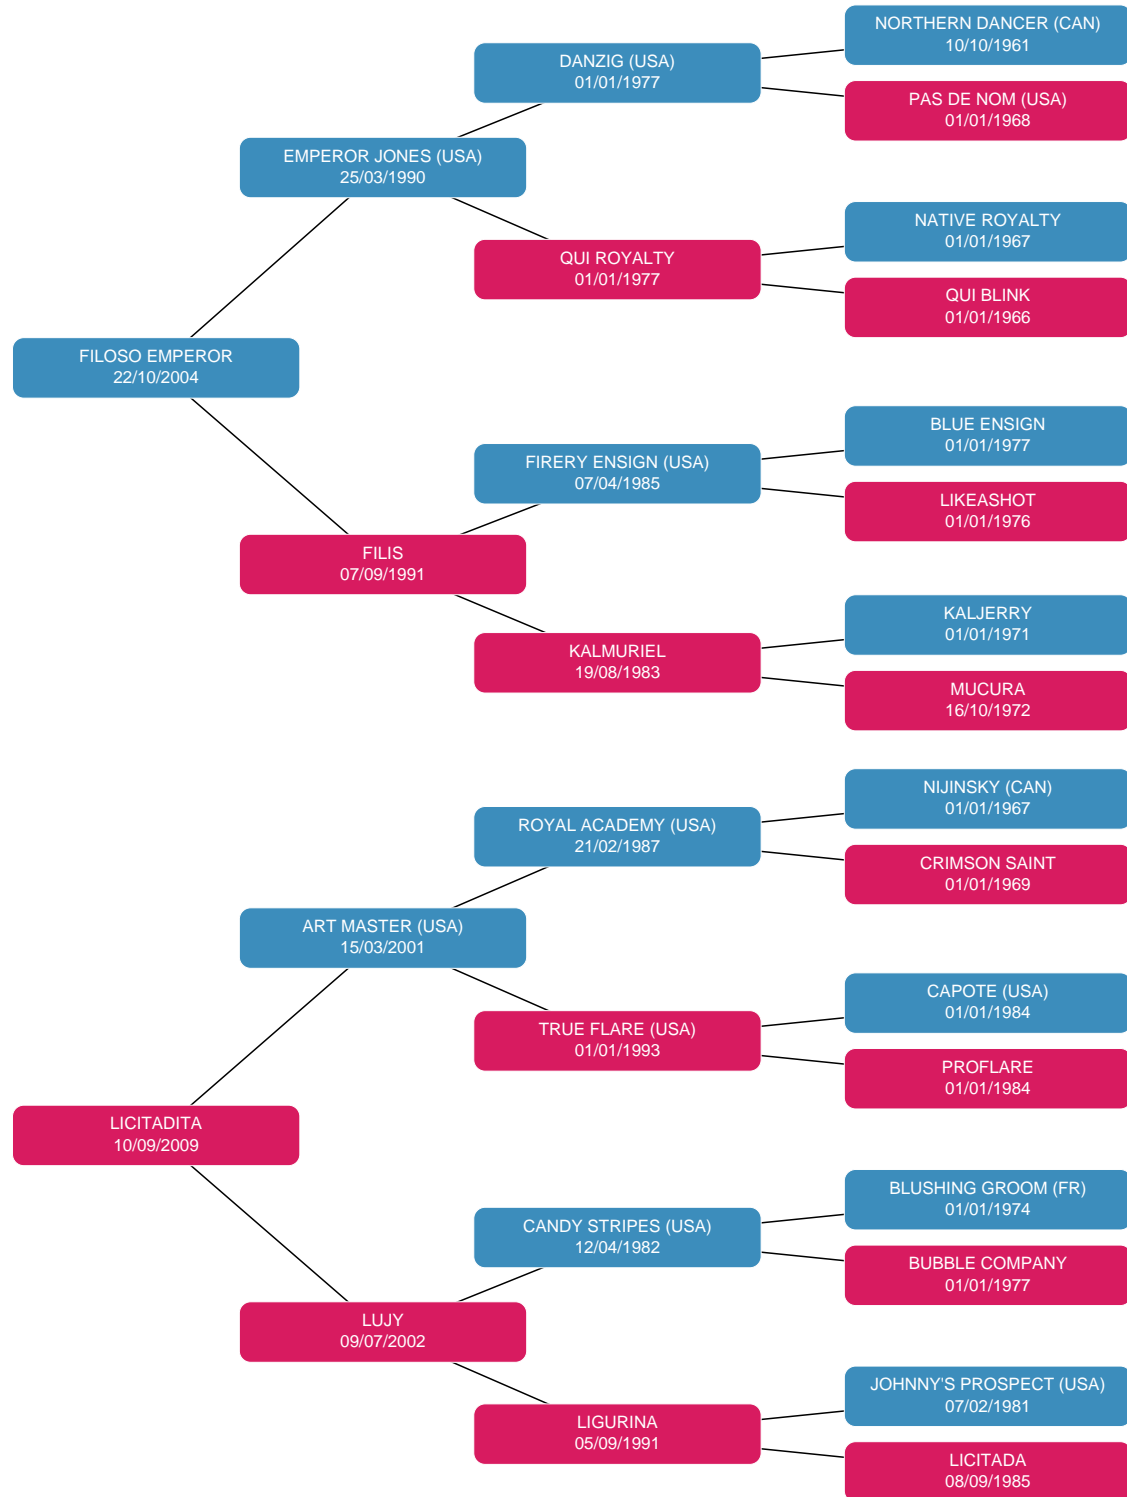 NORTHERN DANCER (CAN)
10/10/1961
DANZIG (USA)
01/01/1977
PAS DE NOM (USA)
01/01/1968
EMPEROR JONES (USA)
25/03/1990
NATIVE ROYALTY
01/01/1967
QUI ROYALTY
01/01/1977
QUI BLINK
01/01/1966
FILOSO EMPEROR
22/10/2004
BLUE ENSIGN
01/01/1977
FIRERY ENSIGN (USA)
07/04/1985
LIKEASHOT
01/01/1976
FILIS
07/09/1991
KALJERRY
01/01/1971
KALMURIEL
19/08/1983
MUCURA
16/10/1972
NIJINSKY (CAN)
01/01/1967
ROYAL ACADEMY (USA)
21/02/1987
CRIMSON SAINT
01/01/1969
ART MASTER (USA)
15/03/2001
CAPOTE (USA)
01/01/1984
TRUE FLARE (USA)
01/01/1993
PROFLARE
01/01/1984
LICITADITA
10/09/2009
BLUSHING GROOM (FR)
01/01/1974
CANDY STRIPES (USA)
12/04/1982
BUBBLE COMPANY
01/01/1977
LUJY
09/07/2002
JOHNNY'S PROSPECT (USA)
07/02/1981
LIGURINA
05/09/1991
LICITADA
08/09/1985